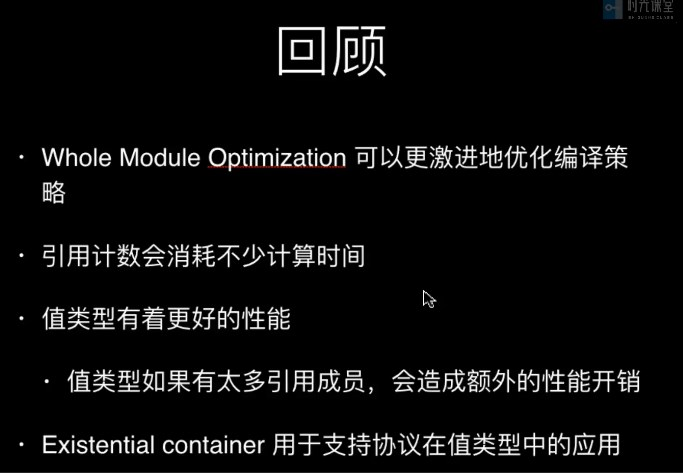 时光课堂
回顾
• Whole Module Optimization 可以更激进地优化编译策
略
• 引用计数会消耗不少计算时间
• 值类型有着更好的性能
• 值类型如果有太多引用成员，会造成额外的性能开销
• Existential container 用于支持协议在值类型中的应用